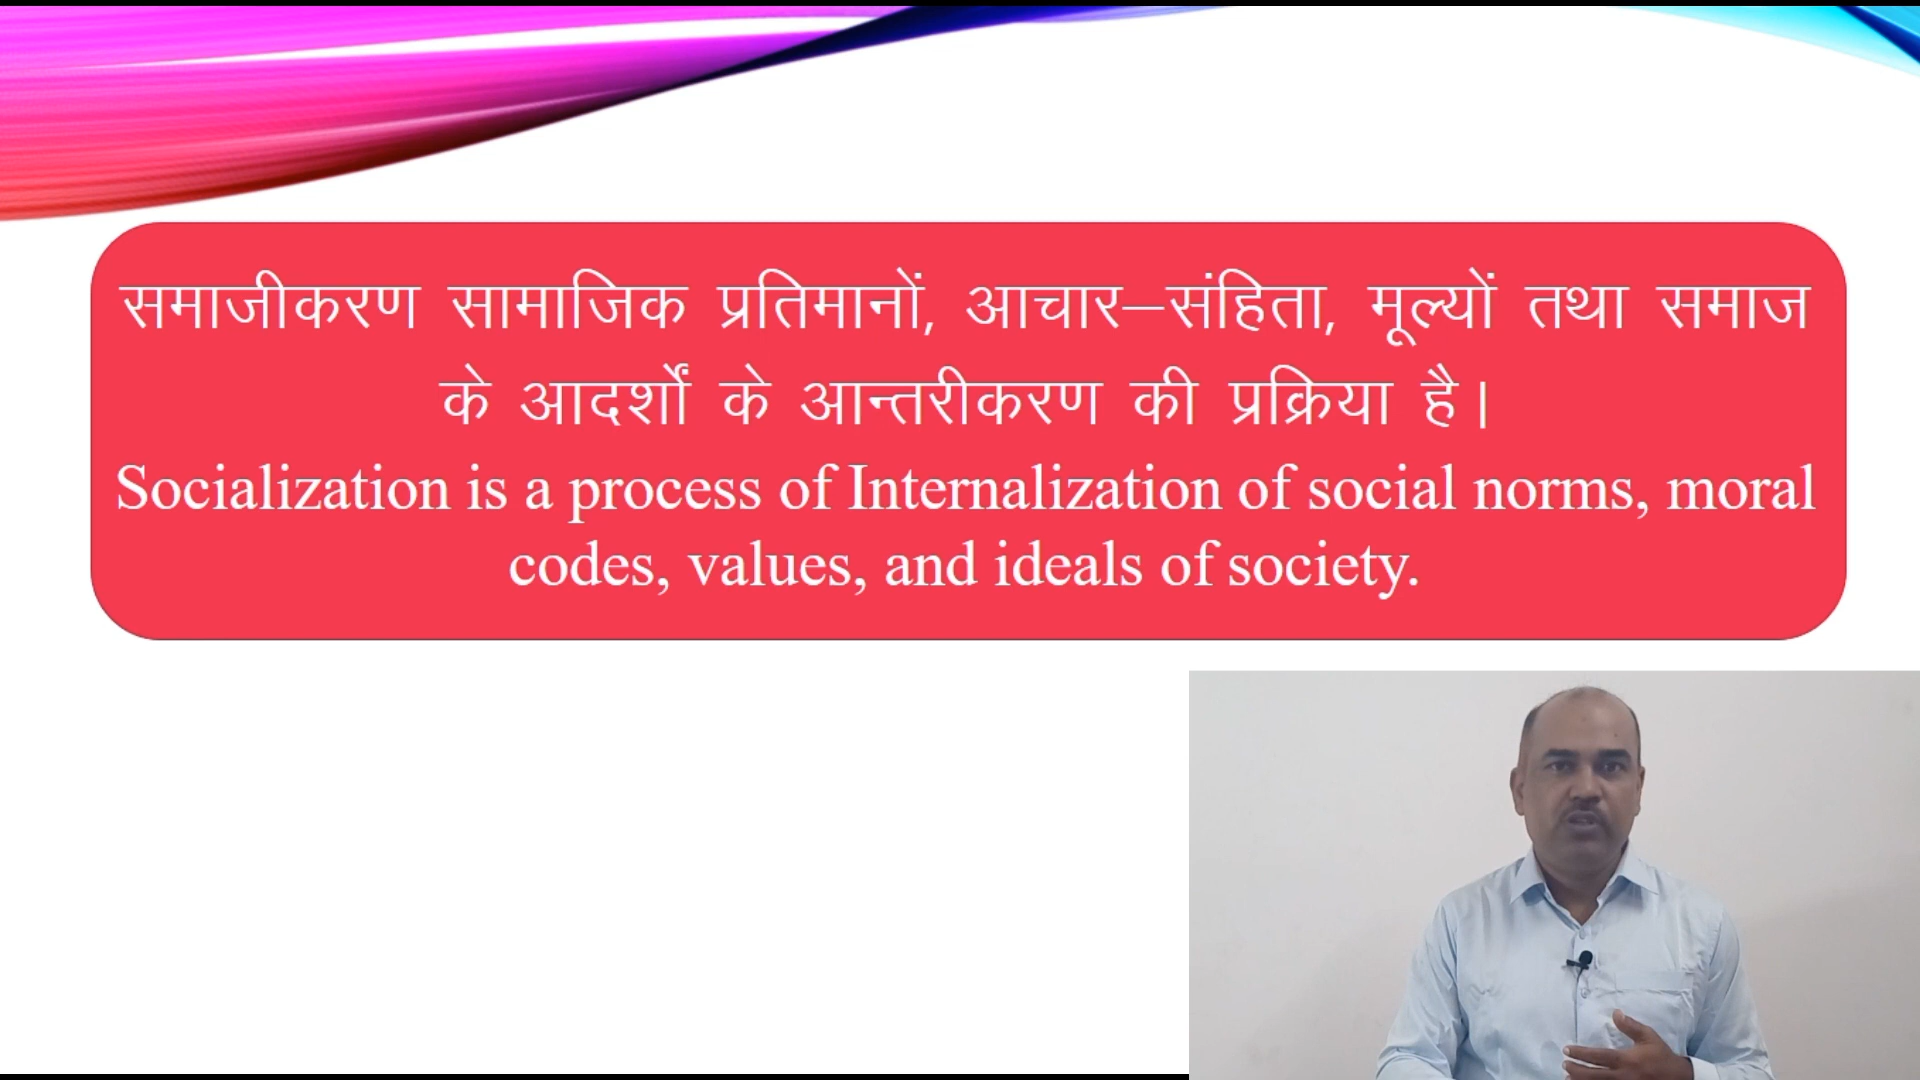 समाजीकरण सामाजिक प्रतिमानों, आचार–संहिता, मूल्यों तथा समाज
के आदर्शों के आन्तरीकरण की प्रक्रिया है।
Socialization is a process of Internalization of social norms, moral
codes, values, and ideals of society.